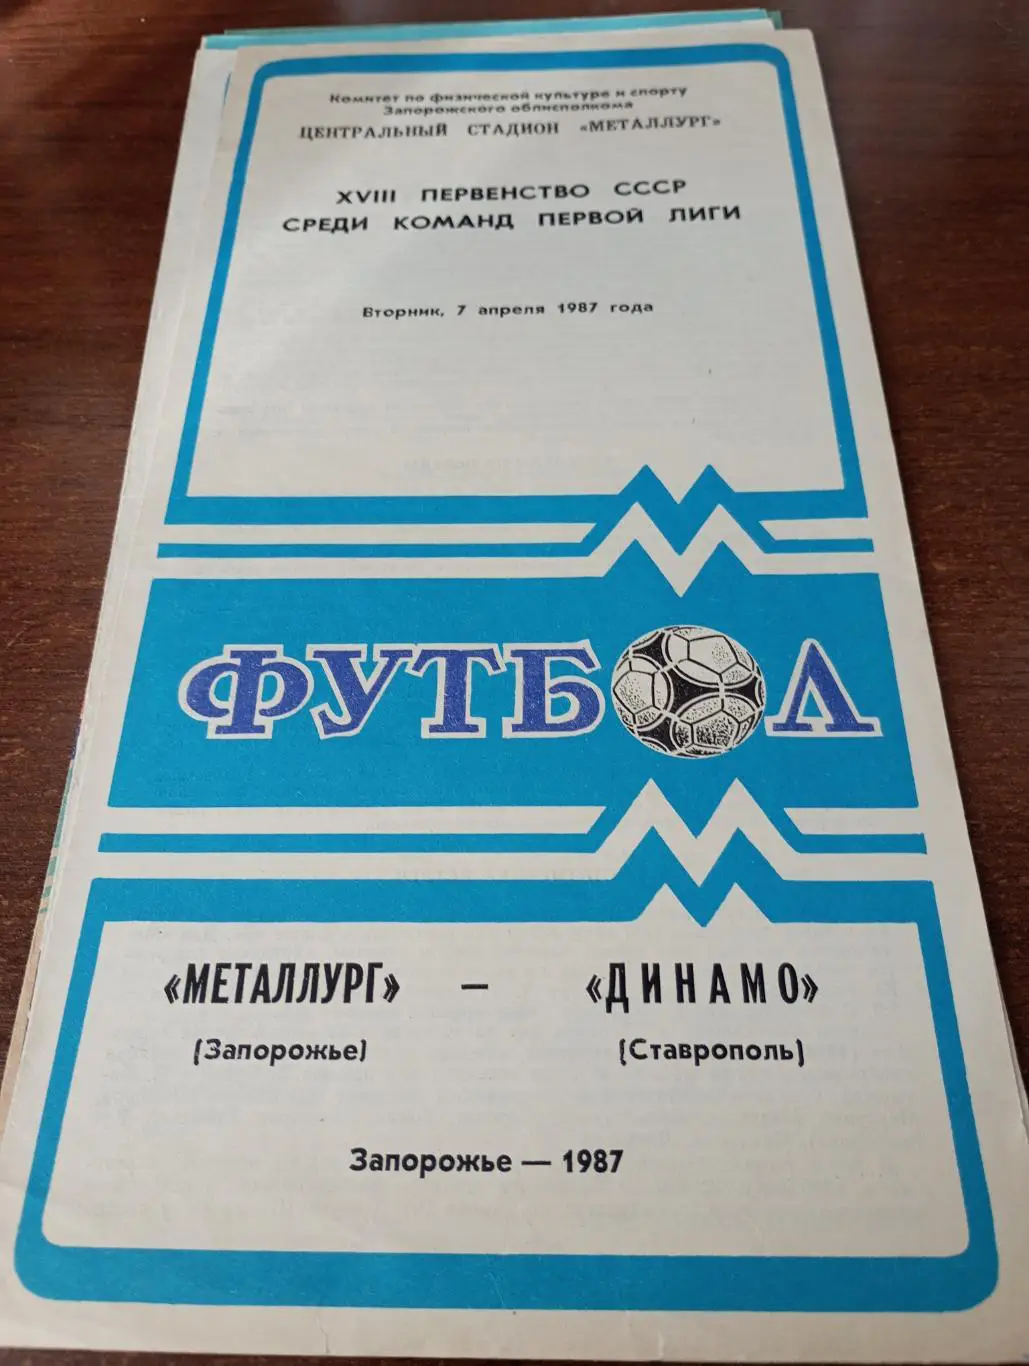 Комитет по физической культуре и спорту
Запорожского облисполкома
ЦЕНТРАЛЬНЫЙ СТАДИОН «МЕТАЛЛУРГ»
XVIII ПЕРВЕНСТВО СССР
СРЕДИ КОМАНД ПЕРВОЙ ЛИГИ
Вторник, 7 апреля 1987 года
ФУТБОЛ
«МЕТАЛЛУРГ» — «ДИНАМО»
(Запорожье) (Ставрополь)
Запорожье — 1987